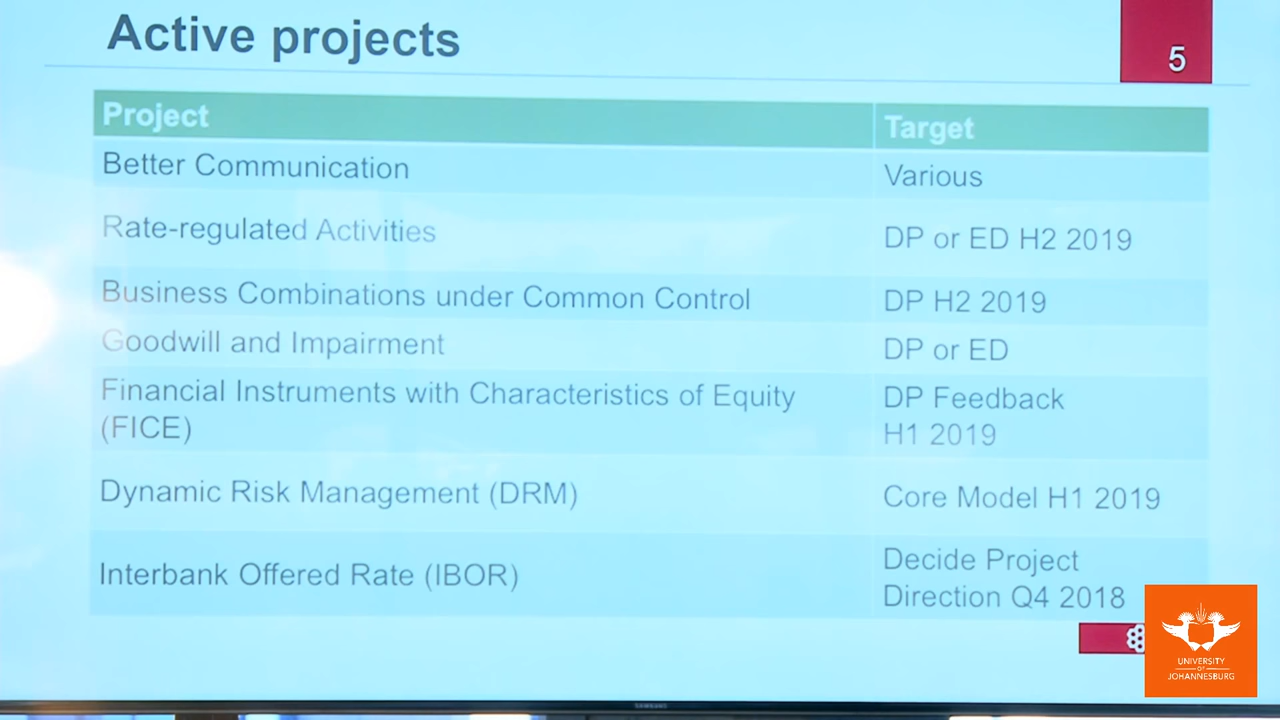 Active projects
5
Project
Target
Better Communication
Various
Rate-regulated Activities
DP or ED H2 2019
Business Combinations under Common Control
DP H2 2019
Goodwill and Impairment
DP or ED
Financial Instruments with Characteristics of Equity
(FICE)
DP Feedback
H1 2019
Dynamic Risk Management (DRM)
Core Model H1 2019
Interbank Offered Rate (IBOR)
Decide Project
Direction Q4 2018
UNIVERSITY
OF
JOHANNESBURG
SAMSUNG